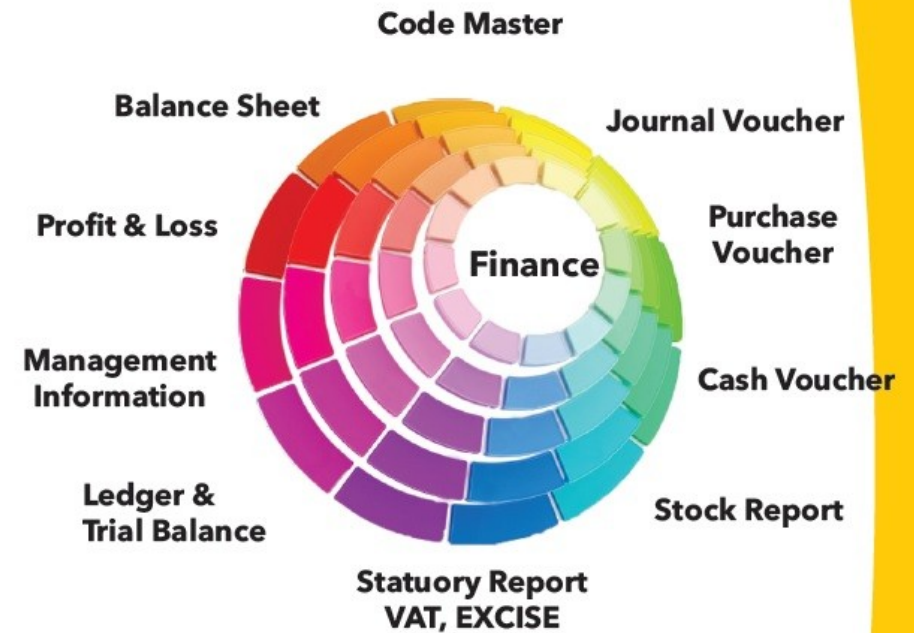 Code Master
Balance Sheet
Journal Voucher
Profit & Loss
Purchase
Voucher
Finance
Management
Information
Cash Voucher
Ledger &
Trial Balance
Stock Report
Statuory Report
VAT, EXCISE